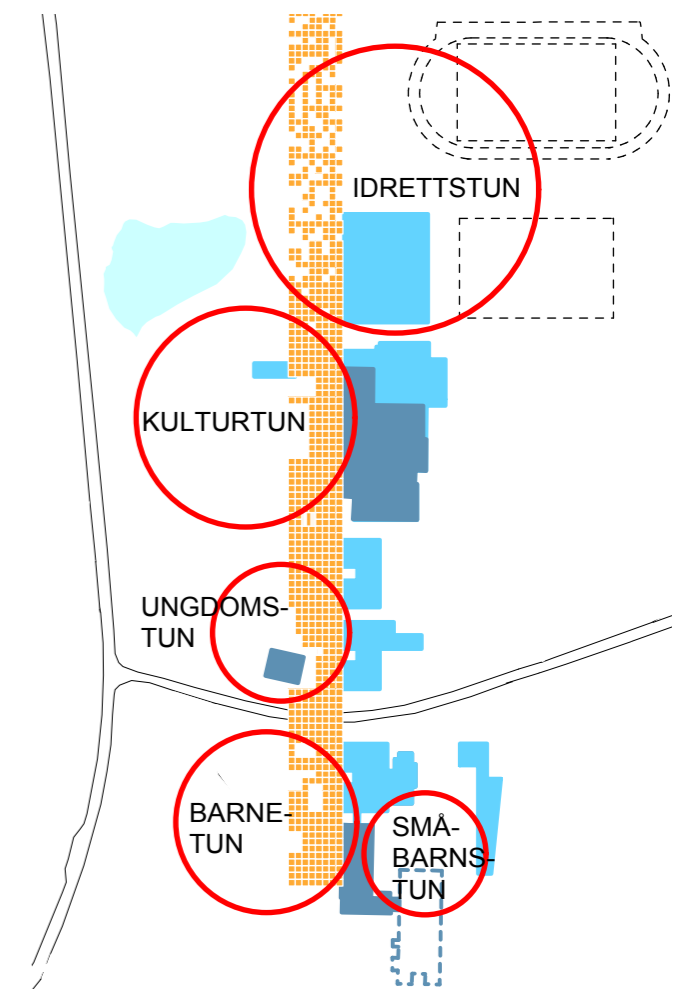 IDRETTSTUN
KULTURTUN
UNGDOMS-
TUN
BARNE-
TUN
SMÅ-
BARNS-
TUN